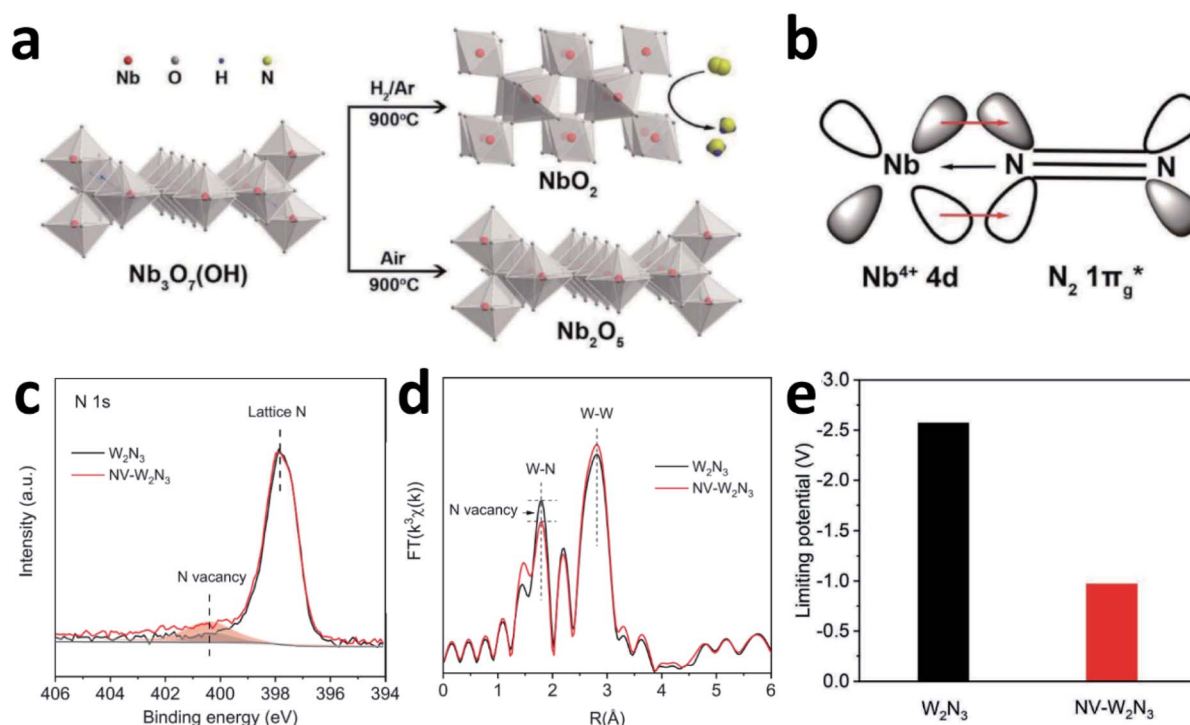 a
Nb O H N
Nb₃O₇(OH)
H₂/Ar
900°C
NbO₂
Air
900°C
Nb₂O₅
b
Nb N N
Nb⁴⁺ 4d N₂ 1πg*
c
N 1s
Lattice N
W₂N₃
NV-W₂N₃
N vacancy
Intensity (a.u.)
406 404 402 400 398 396 394
Binding energy (eV)
d
W-W
W-N
W₂N₃
NV-W₂N₃
N vacancy
FT(k³χ(k))
0 1 2 3 4 5 6
R(Å)
e
-3.0
-2.5
-2.0
-1.5
-1.0
-0.5
0.0
Limiting potential (V)
W₂N₃ NV-W₂N₃